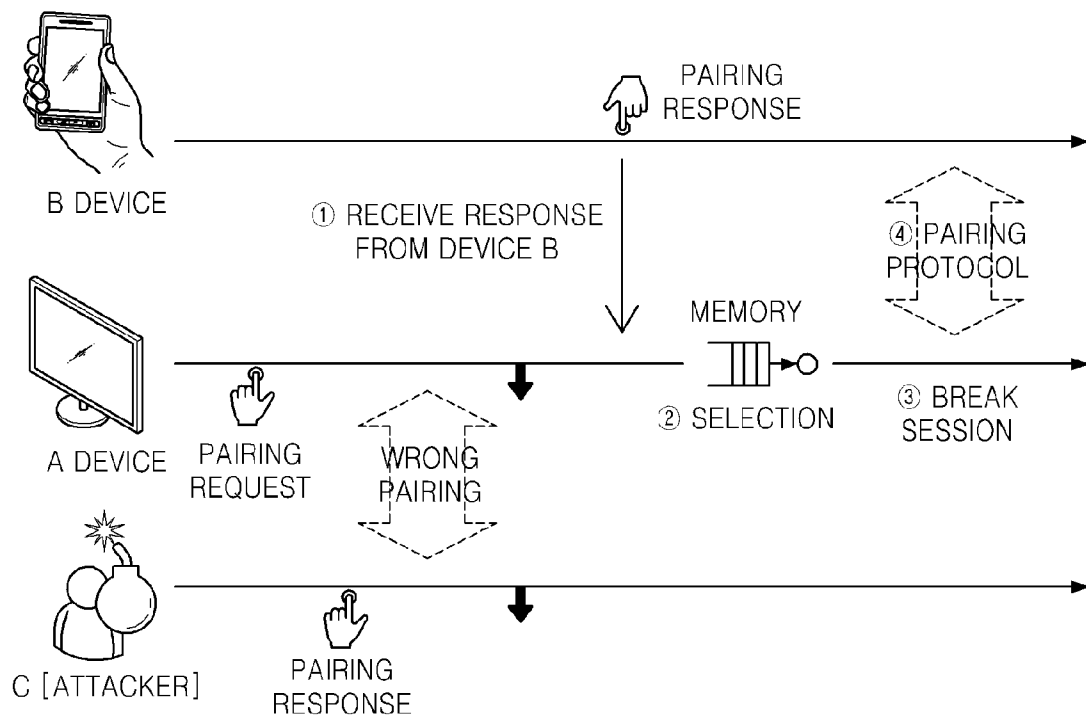 PAIRING
RESPONSE
B DEVICE
① RECEIVE RESPONSE
FROM DEVICE B
④ PAIRING
PROTOCOL
MEMORY
② SELECTION
③ BREAK
SESSION
A DEVICE
PAIRING
REQUEST
WRONG
PAIRING
C [ATTACKER]
PAIRING
RESPONSE